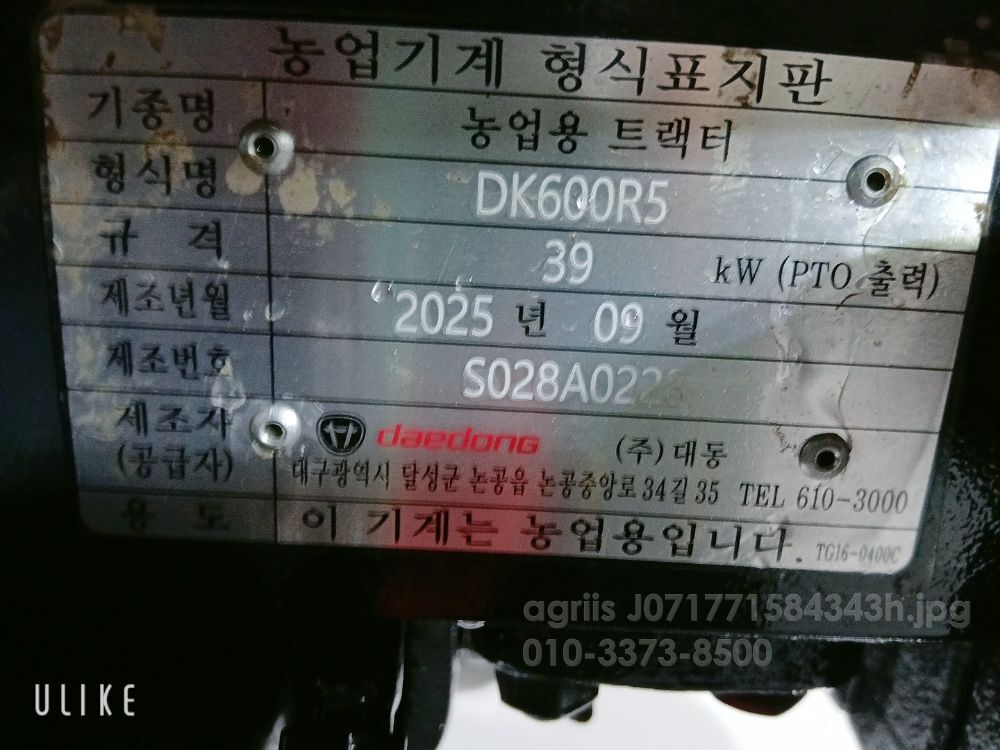 농업기계 형식표지판
기종명 농업용 트랙터
형식명 DK600R5
규 격 39 kW (PTO 출력)
제조년월 2025 년 09 월
제조번호 S028A0228
제조자 daedong (주) 대동
(공급자) 대구광역시 달성군 논공읍 논공중앙로34길 35 TEL 610-3000
용 도 이 기계는 농업용입니다. TG16-0400C
agriis J071771584343h.jpg
010-3373-8500
ULIKE